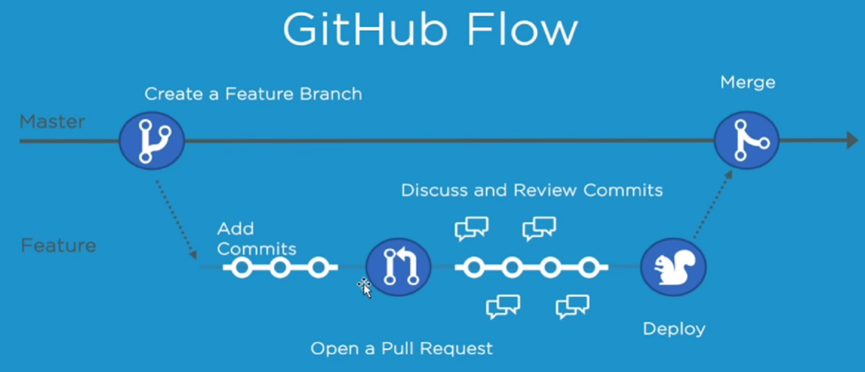 GitHub Flow
Merge
Create a Feature Branch
Master
Discuss and Review Commits
Add
Commits
Feature
Deploy
Open a Pull Request